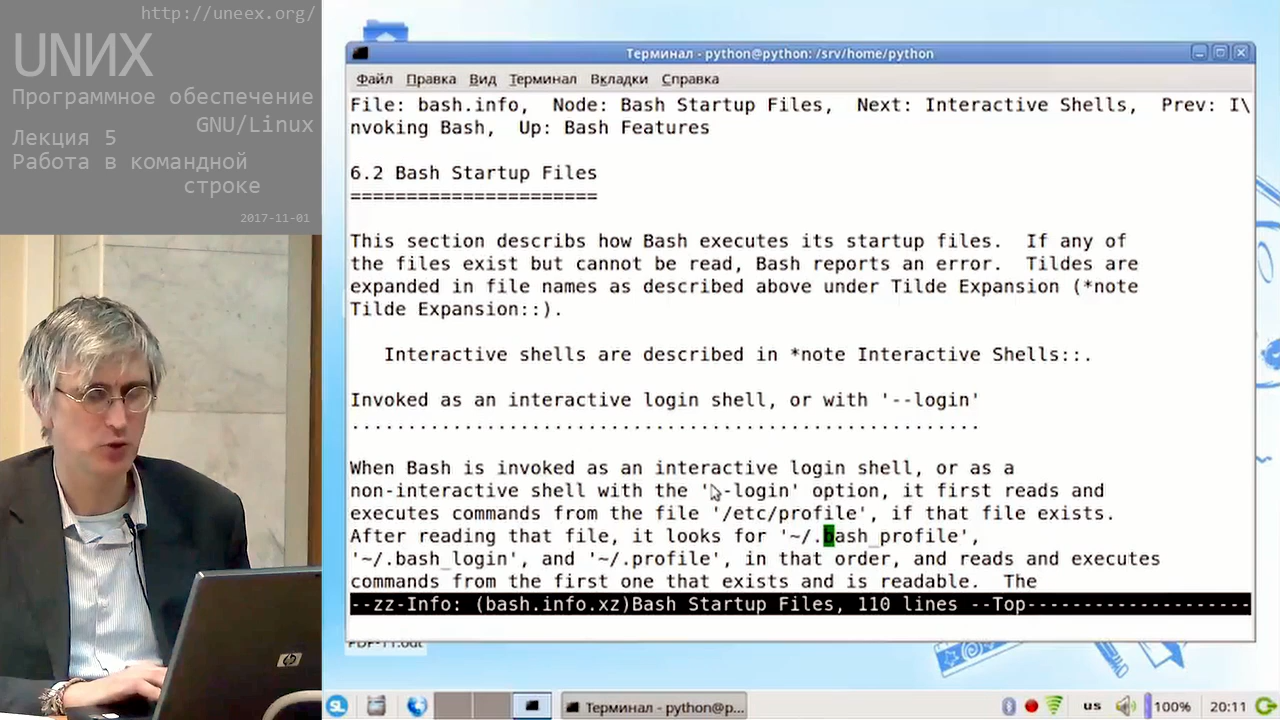 http://uneex.org/
UNИX
Программное обеспечение
GNU/Linux
Лекция 5
Работа в командной
строке
2017-11-01
Терминал - python@python: /srv/home/python
Файл Правка Вид Терминал Вкладки Справка
File: bash.info,  Node: Bash Startup Files,  Next: Interactive Shells,  Prev: I\
nvoking Bash,  Up: Bash Features
6.2 Bash Startup Files
======================
This section describs how Bash executes its startup files.  If any of
the files exist but cannot be read, Bash reports an error.  Tildes are
expanded in file names as described above under Tilde Expansion (*note
Tilde Expansion::).
Interactive shells are described in *note Interactive Shells::.
Invoked as an interactive login shell, or with '--login'
........................................................
When Bash is invoked as an interactive login shell, or as a
non-interactive shell with the '--login' option, it first reads and
executes commands from the file '/etc/profile', if that file exists.
After reading that file, it looks for '~/.bash_profile',
'~/.bash_login', and '~/.profile', in that order, and reads and executes
commands from the first one that exists and is readable.  The
--zz-Info: (bash.info.xz)Bash Startup Files, 110 lines --Top--------------------
SL
Терминал - python@p...
us
100%
20:11
hp